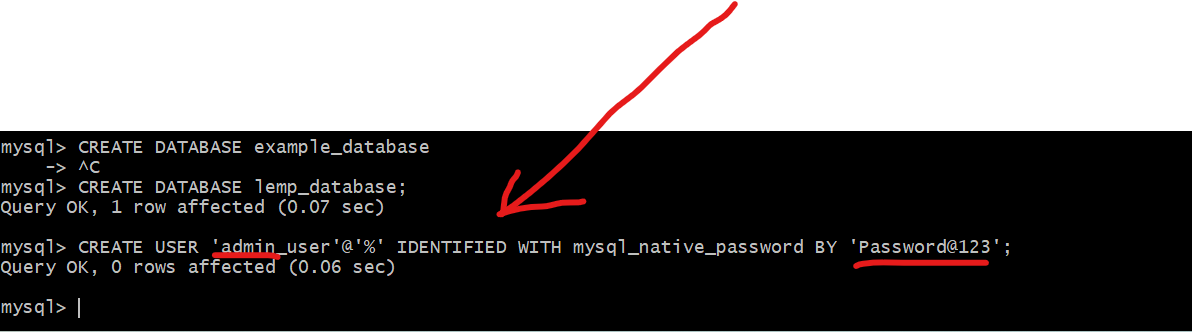 mysql> CREATE DATABASE example_database
    -> ^C
mysql> CREATE DATABASE lemp_database;
Query OK, 1 row affected (0.07 sec)
mysql> CREATE USER 'admin_user'@'%' IDENTIFIED WITH mysql_native_password BY 'Password@123';
Query OK, 0 rows affected (0.06 sec)
mysql>